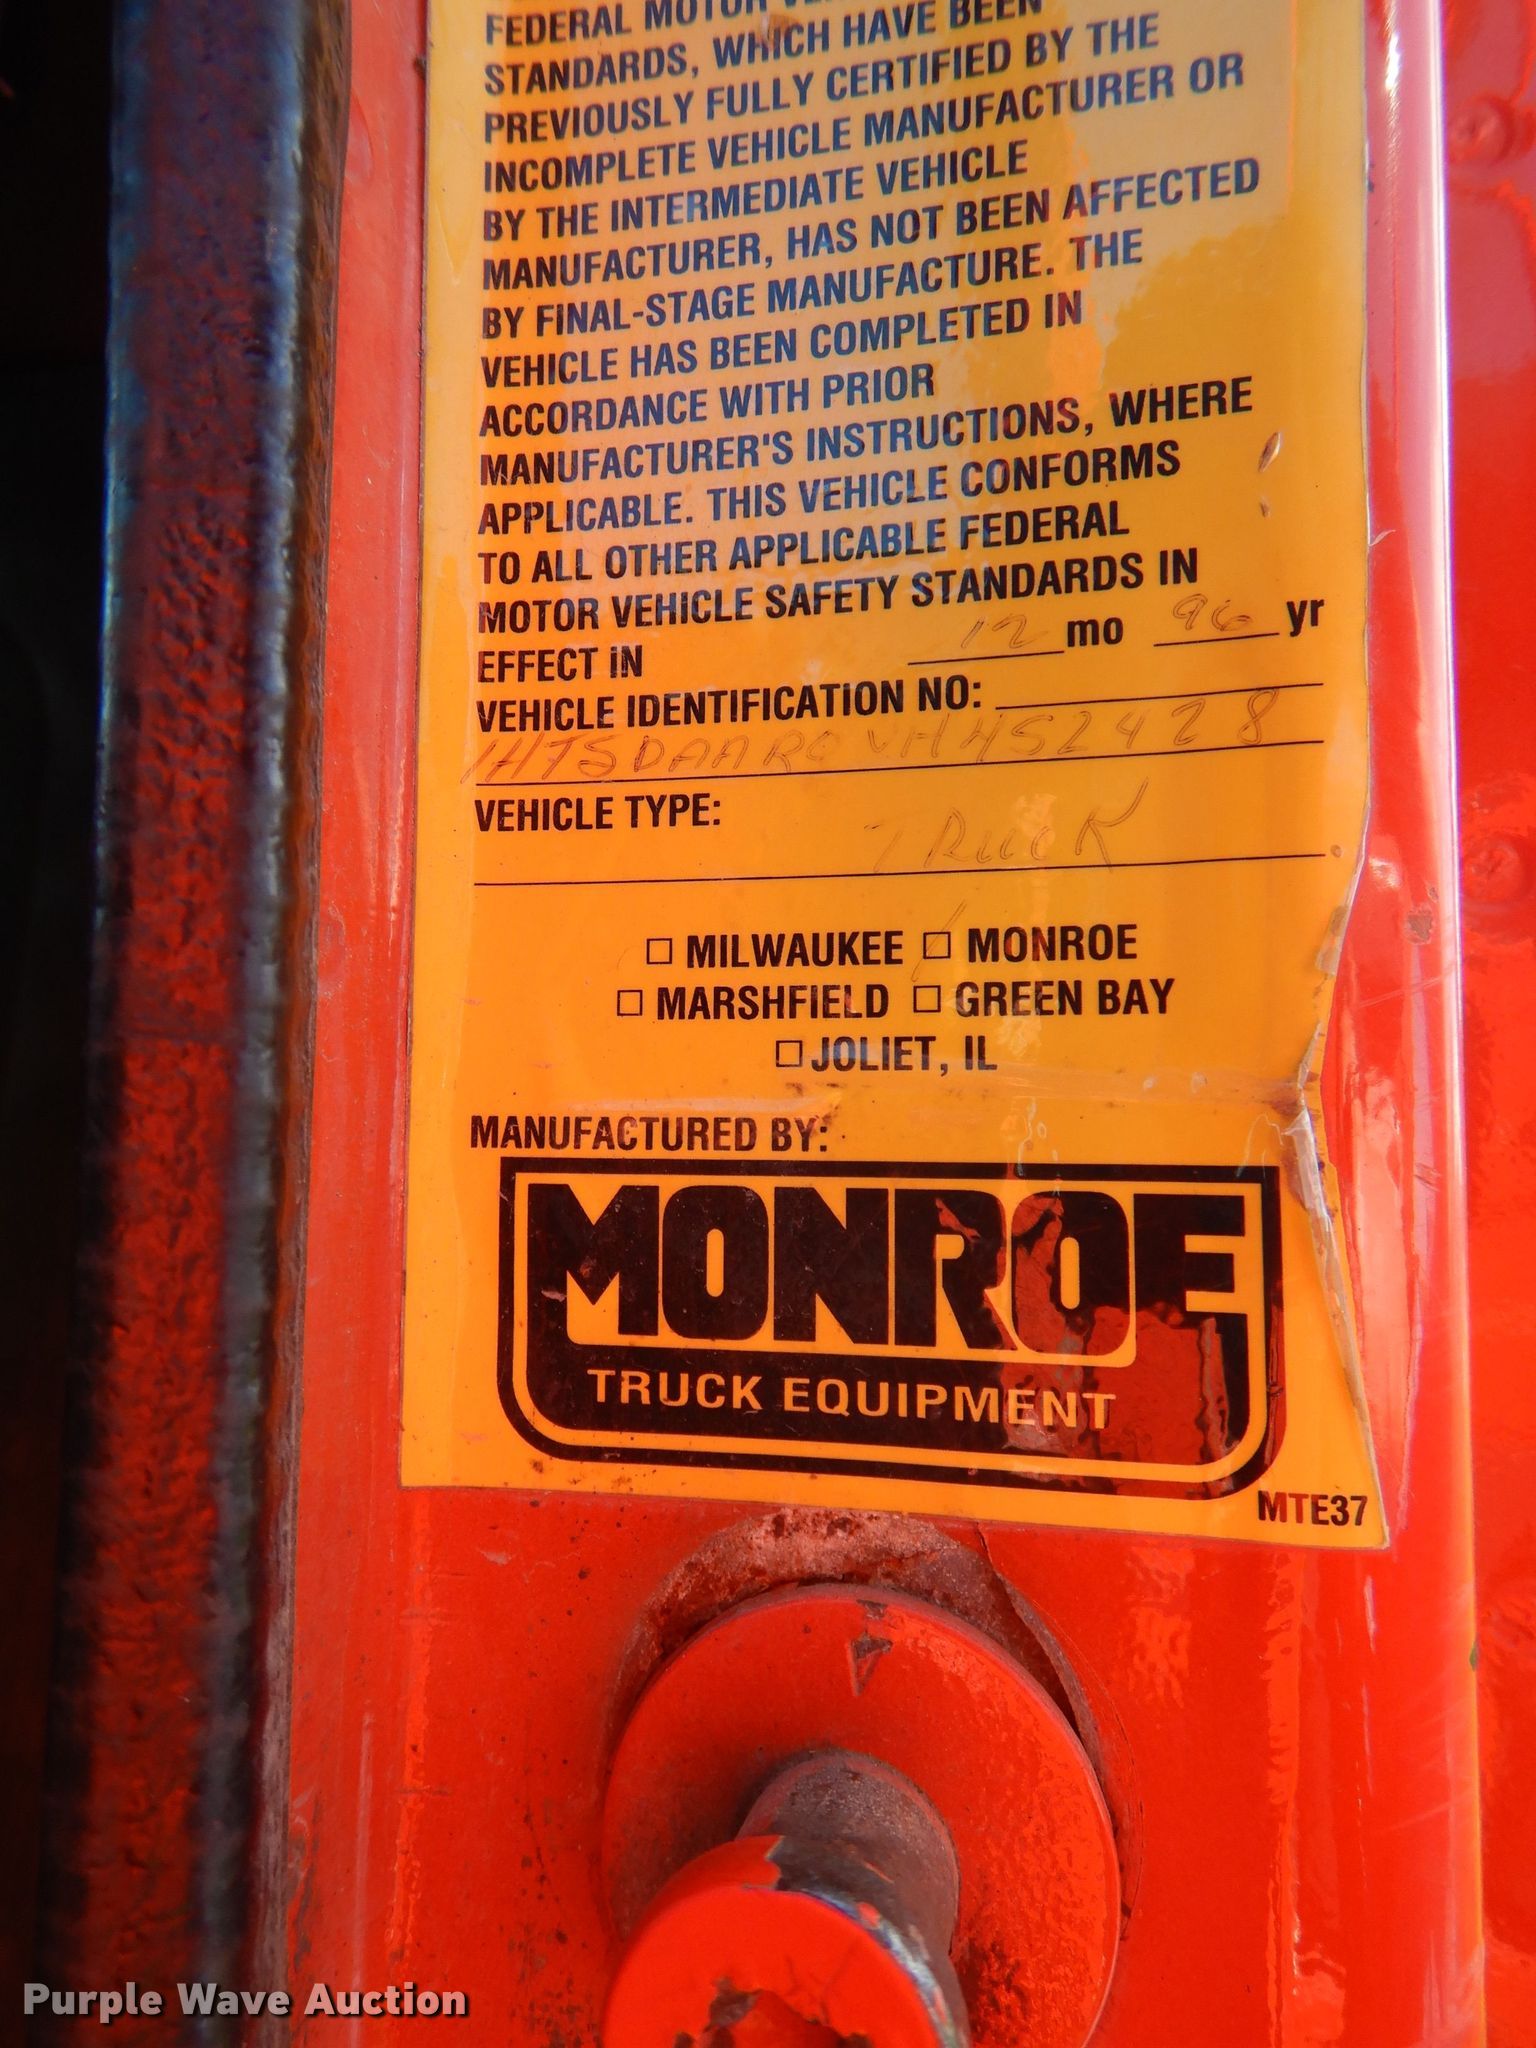 FEDERAL MOTOR
STANDARDS, WHICH HAVE BEEN
PREVIOUSLY FULLY CERTIFIED BY THE
INCOMPLETE VEHICLE MANUFACTURER OR
BY THE INTERMEDIATE VEHICLE
MANUFACTURER, HAS NOT BEEN AFFECTED
BY FINAL-STAGE MANUFACTURE. THE
VEHICLE HAS BEEN COMPLETED IN
ACCORDANCE WITH PRIOR
MANUFACTURER'S INSTRUCTIONS, WHERE
APPLICABLE. THIS VEHICLE CONFORMS
TO ALL OTHER APPLICABLE FEDERAL
MOTOR VEHICLE SAFETY STANDARDS IN
EFFECT IN 12 mo 96 yr
VEHICLE IDENTIFICATION NO:
1HTSDAARCVH452428
VEHICLE TYPE:
TRUCK
☐ MILWAUKEE ☐ MONROE
☐ MARSHFIELD ☐ GREEN BAY
☐ JOLIET, IL
MANUFACTURED BY:
MONROE
TRUCK EQUIPMENT
MTE37
Purple Wave Auction